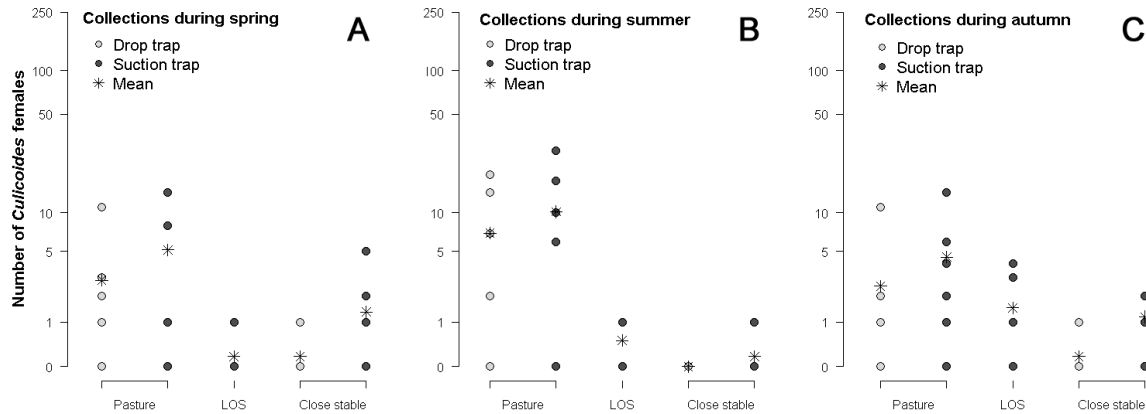 Number of Culicoides females
Collections during spring
A
Drop trap
Suction trap
Mean
250
100
50
10
5
1
0
Pasture
LOS
Close stable
Collections during summer
B
Drop trap
Suction trap
Mean
250
100
50
10
5
1
0
Pasture
LOS
Close stable
Collections during autumn
C
Drop trap
Suction trap
Mean
250
100
50
10
5
1
0
Pasture
LOS
Close stable